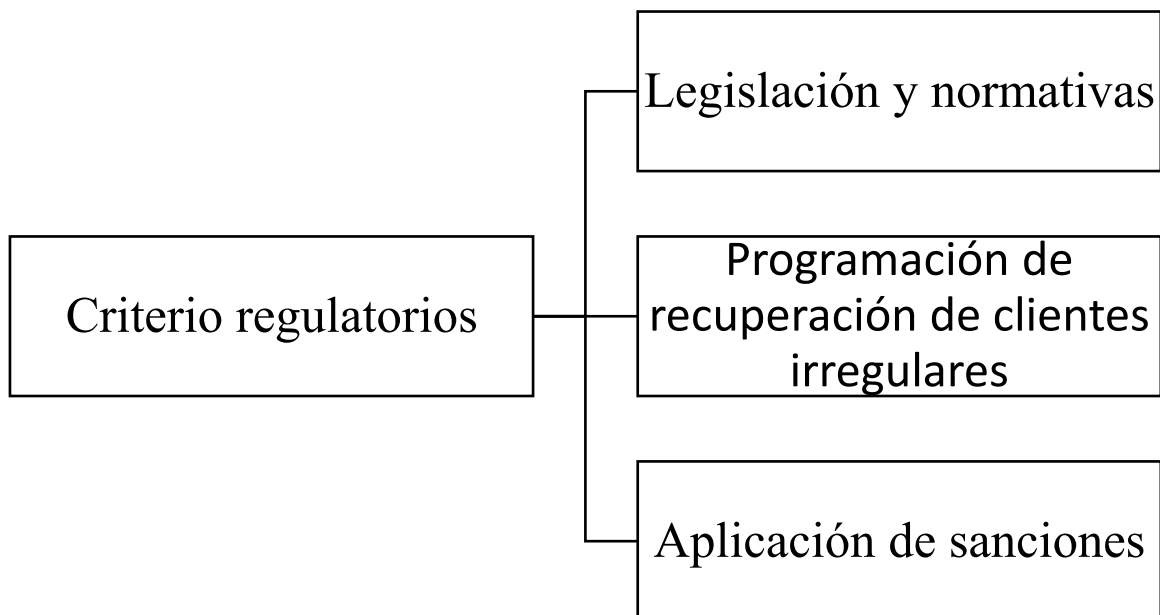 Legislación y normativas
Criterio regulatorios
Programación de
recuperación de clientes
irregulares
Aplicación de sanciones